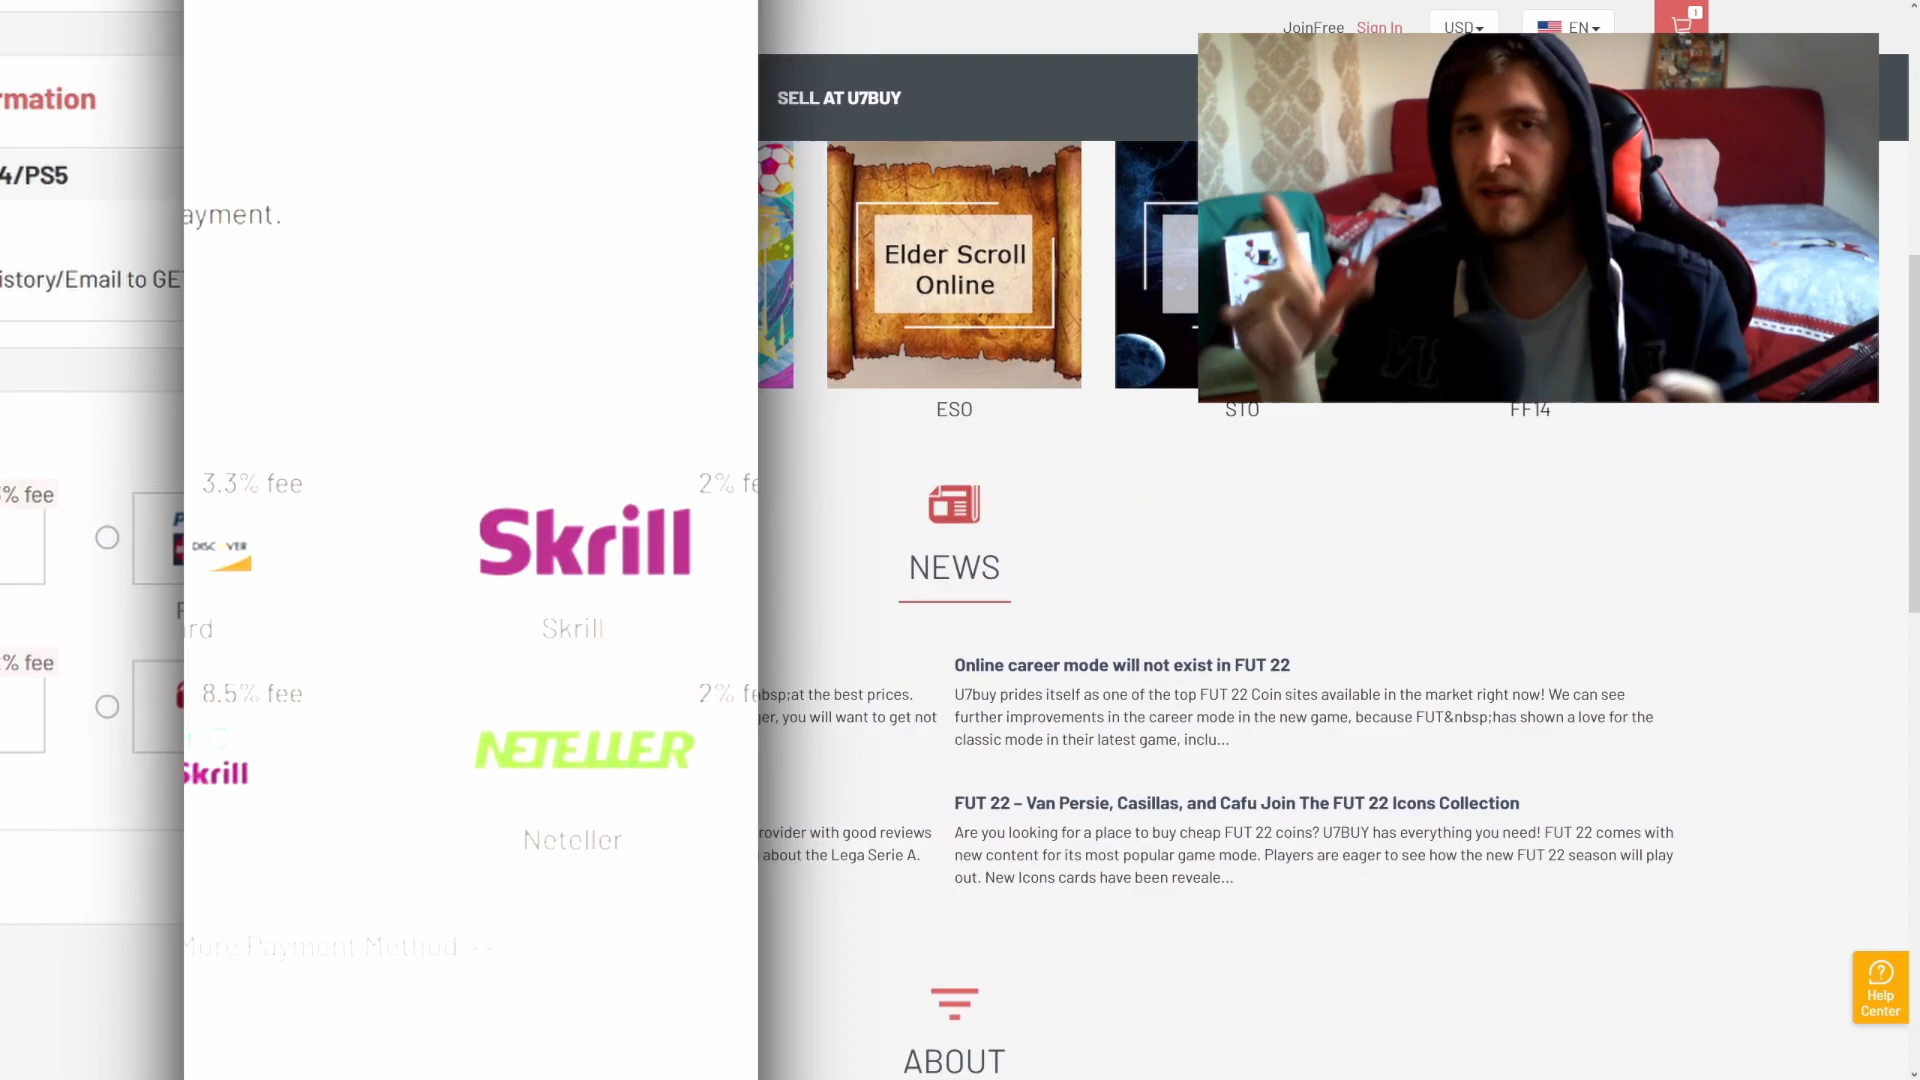 JoinFree Sign In USD EN 1
SELL AT U7BUY
rmation
4/PS5
ayment.
istory/Email to GE
Elder Scroll
Online
ESO
STO
FF14
3.3% fee
2% fe
% fee
DISCOVER
Skrill
Skrill
rd
NEWS
% fee
8.5% fee
2% fe
Skrill
NETELLER
Neteller
More Payment Method >>
bsp;at the best prices.
ger, you will want to get not
rovider with good reviews
about the Lega Serie A.
Online career mode will not exist in FUT 22
U7buy prides itself as one of the top FUT 22 Coin sites available in the market right now! We can see
further improvements in the career mode in the new game, because FUT&nbsp;has shown a love for the
classic mode in their latest game, inclu...
FUT 22 – Van Persie, Casillas, and Cafu Join The FUT 22 Icons Collection
Are you looking for a place to buy cheap FUT 22 coins? U7BUY has everything you need! FUT 22 comes with
new content for its most popular game mode. Players are eager to see how the new FUT 22 season will play
out. New Icons cards have been reveale...
ABOUT
Help
Center